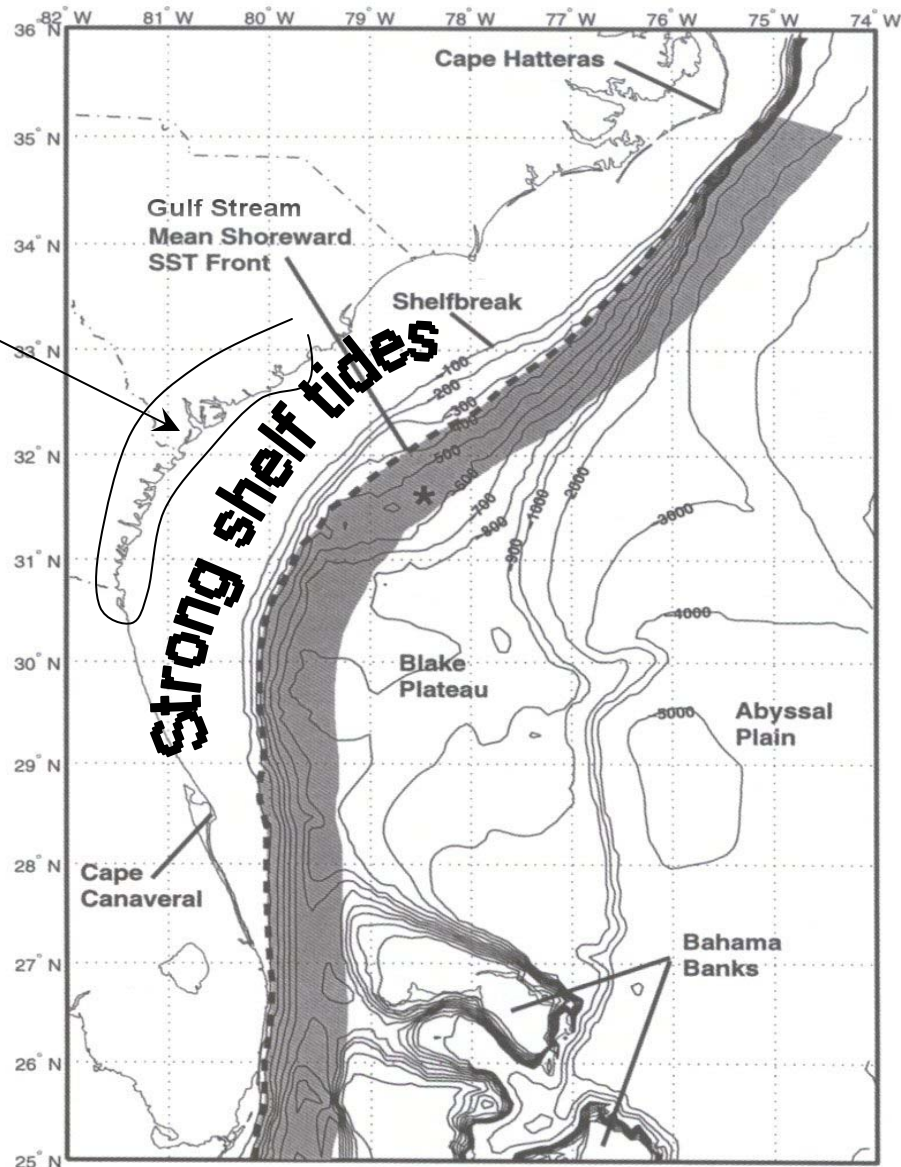 82 W 81 W 80 W 79 W 78 W 77 W 76 W 75 W 74 W
36° N
Cape Hatteras
35° N
Gulf Stream
Mean Shoreward
SST Front
34° N
Shelfbreak
33° N
Strong shelf tides
-100
-200
-300
-400
32° N
-500
-600
-700
-800
-900
-1000
-2000
-3000
31° N
-4000
30° N
Blake
Plateau
-5000
Abyssal
Plain
29° N
28° N
Cape
Canaveral
27° N
Bahama
Banks
26° N
25° N